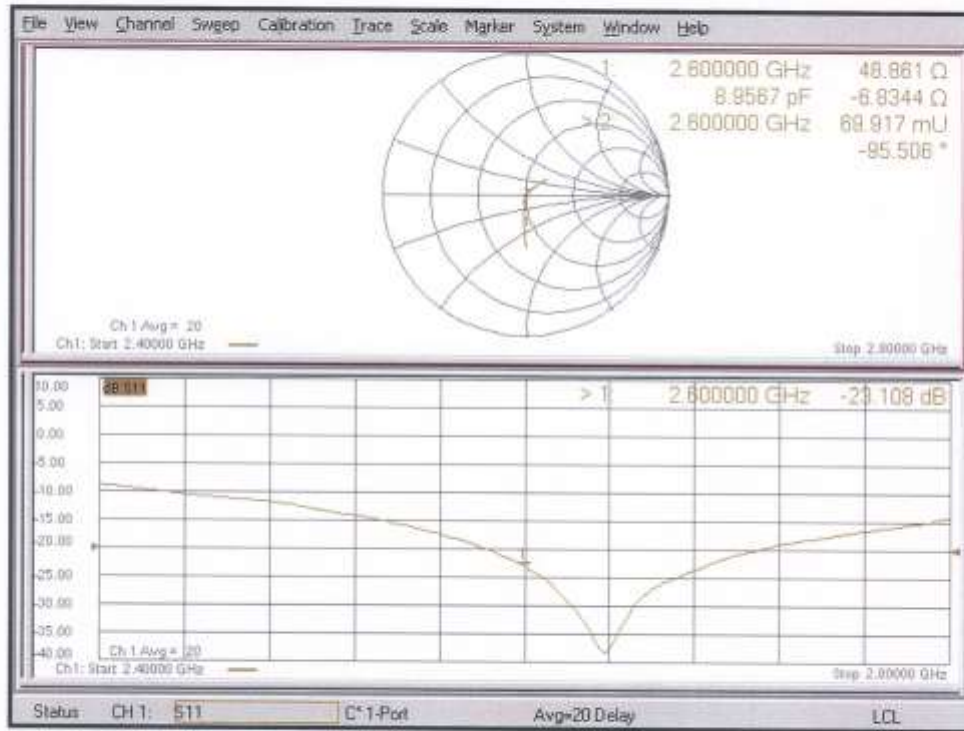 File View Channel Sweep Calibration Trace Scale Marker System Window Help
1: 2.600000 GHz 48.861 Ω
8.9567 pF -6.8344 Ω
> 2: 2.600000 GHz 69.917 mU
-95.506 °
Ch 1 Avg = 20
Ch1: Start 2.40000 GHz
Stop 2.80000 GHz
10.00 dB S11
> 1: 2.600000 GHz -23.108 dB
5.00
0.00
-5.00
-10.00
-15.00
-20.00
-25.00
-30.00
-35.00
-40.00
Ch 1 Avg = 20
Ch1: Start 2.40000 GHz
Stop 2.80000 GHz
Status CH 1: S11 C* 1-Port Avg=20 Delay LCL